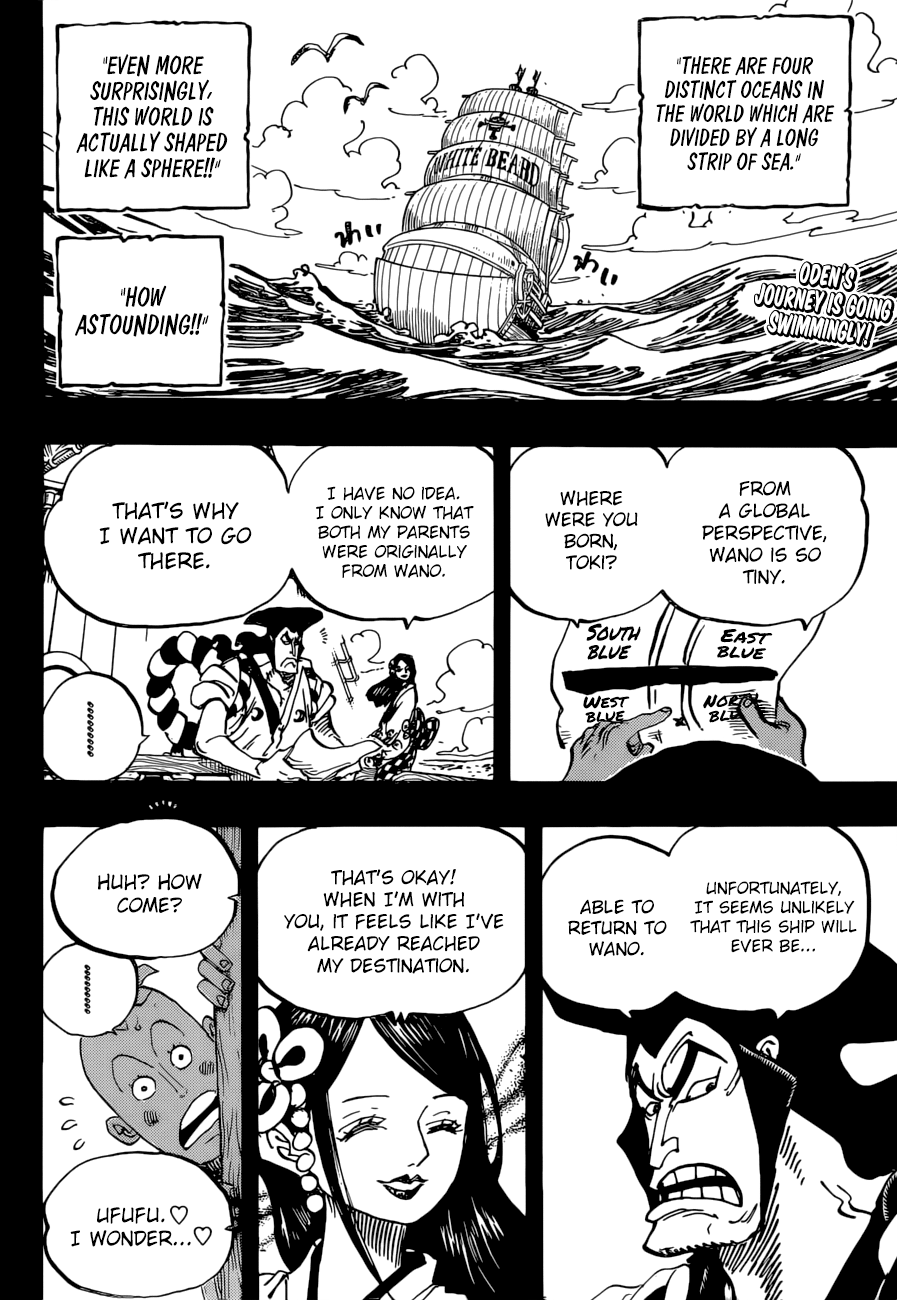 "THERE ARE FOUR
DISTINCT OCEANS IN
THE WORLD WHICH ARE
DIVIDED BY A LONG
STRIP OF SEA."
WHITE BEARD
"EVEN MORE
SURPRISINGLY,
THIS WORLD IS
ACTUALLY SHAPED
LIKE A SPHERE!!"
"HOW
ASTOUNDING!!"
ODEN'S
JOURNEY IS GOING
SWIMMINGLY!
FROM
A GLOBAL
PERSPECTIVE,
WANO IS SO
TINY.
WHERE
WERE YOU
BORN,
TOKI?
SOUTH
BLUE
EAST
BLUE
WEST
BLUE
NORTH
BLUE
I HAVE NO IDEA.
I ONLY KNOW THAT
BOTH MY PARENTS
WERE ORIGINALLY
FROM WANO.
THAT'S WHY
I WANT TO GO
THERE.
UNFORTUNATELY,
IT SEEMS UNLIKELY
THAT THIS SHIP WILL
EVER BE...
ABLE TO
RETURN TO
WANO.
THAT'S OKAY!
WHEN I'M WITH
YOU, IT FEELS LIKE I'VE
ALREADY REACHED
MY DESTINATION.
HUH? HOW
COME?
UFUFU.♡
I WONDER...♡